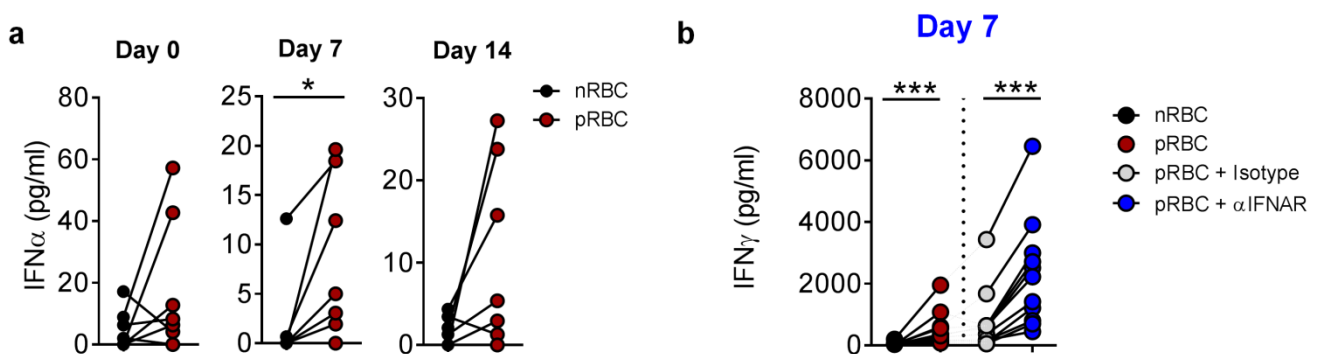 a
Day 0
Day 7
Day 14
IFNα (pg/ml)
80
60
40
20
0
25
20
15
10
5
0
*
30
20
10
0
nRBC
pRBC
b
Day 7
IFNγ (pg/ml)
8000
6000
4000
2000
0
***
***
nRBC
pRBC
pRBC + Isotype
pRBC + αIFNAR